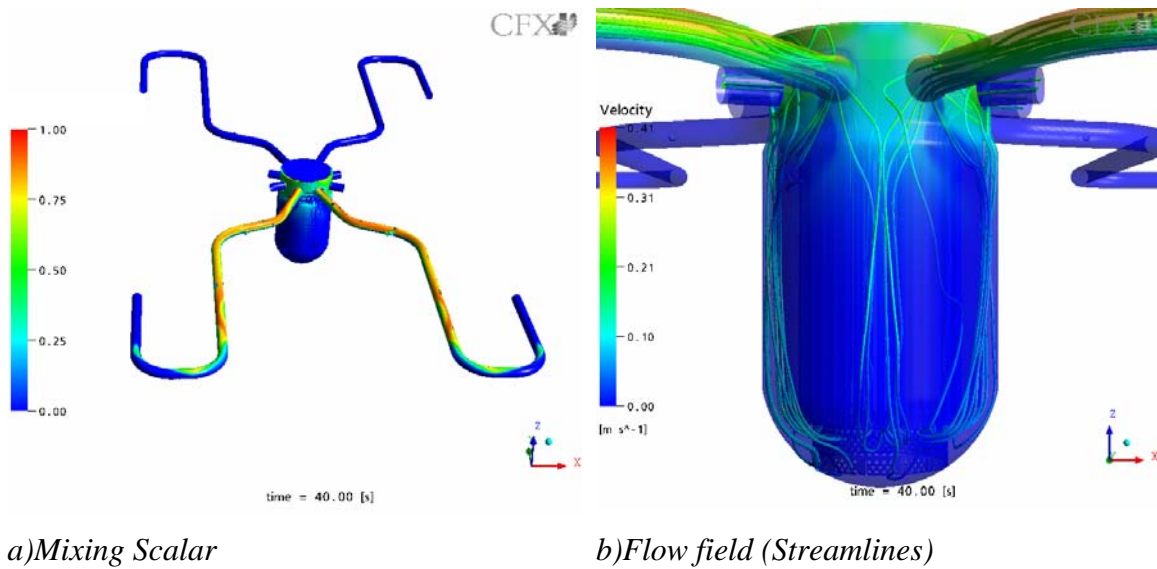 CFX
1.00
0.75
0.50
0.25
0.00
Z
X
time = 40.00 [s]
CFX
Velocity
0.41
0.31
0.21
0.10
0.00
[m s^-1]
Z
Y
X
time = 40.00 [s]
a)Mixing Scalar
b)Flow field (Streamlines)